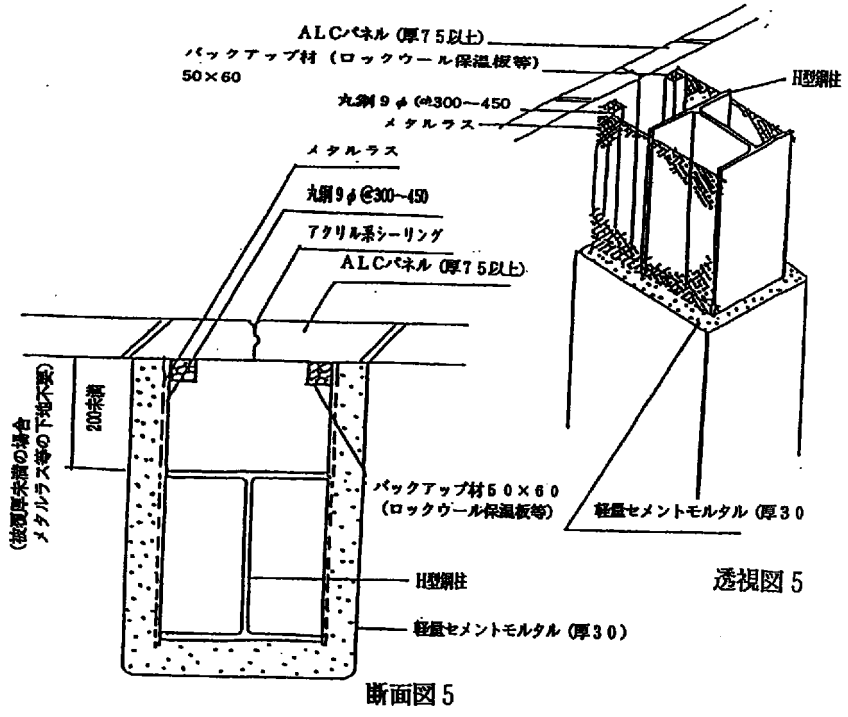 ALCパネル (厚75以上)
バックアップ材 (ロックウール保温板等)
50×60
丸鋼9φ@300~450
メタルラス
H型鋼柱
メタルラス
丸鋼9φ@300~450
アクリル系シーリング
ALCパネル (厚75以上)
200未満
(被覆厚未満の場合
メタルラス等の下地不要)
バックアップ材50×60
(ロックウール保温板等)
軽量セメントモルタル (厚30
H型鋼柱
透視図5
軽量セメントモルタル (厚30)
断面図5